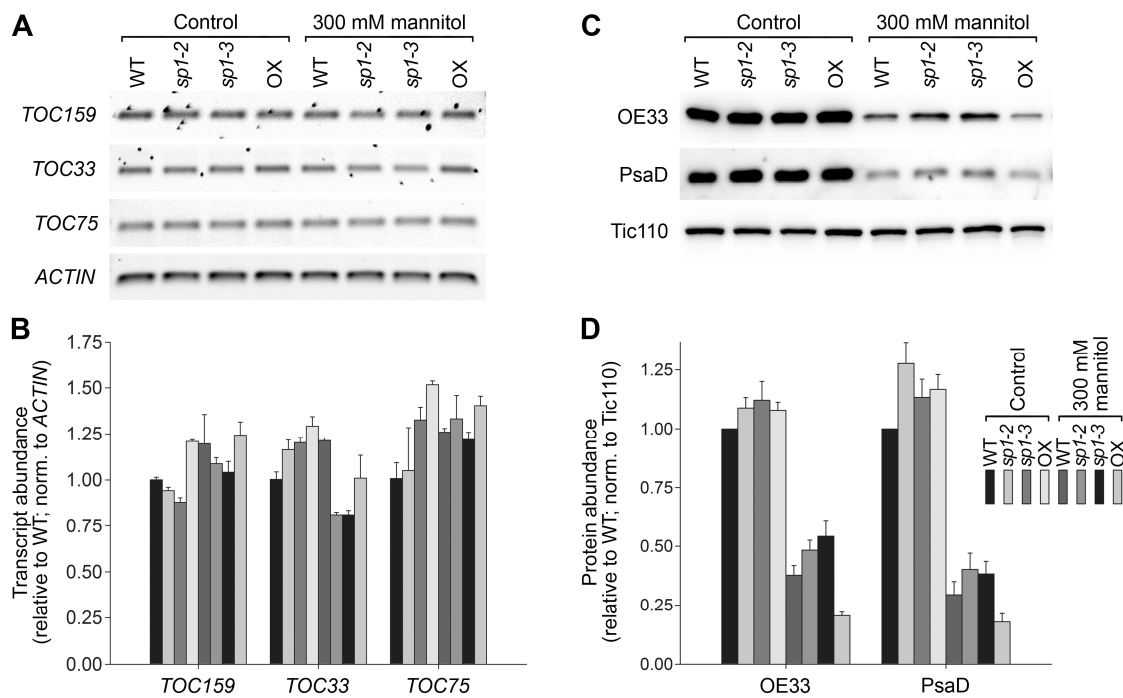 A
Control
300 mM mannitol
WT sp1-2 sp1-3 OX WT sp1-2 sp1-3 OX
TOC159
TOC33
TOC75
ACTIN
B
Transcript abundance
(relative to WT; norm. to ACTIN)
1.75
1.50
1.25
1.00
0.75
0.50
0.25
0.00
TOC159 TOC33 TOC75
C
Control
300 mM mannitol
WT sp1-2 sp1-3 OX WT sp1-2 sp1-3 OX
OE33
PsaD
Tic110
D
Protein abundance
(relative to WT; norm. to Tic110)
1.25
1.00
0.75
0.50
0.25
0.00
OE33 PsaD
Control
300 mM
mannitol
WT sp1-2 sp1-3 OX WT sp1-2 sp1-3 OX